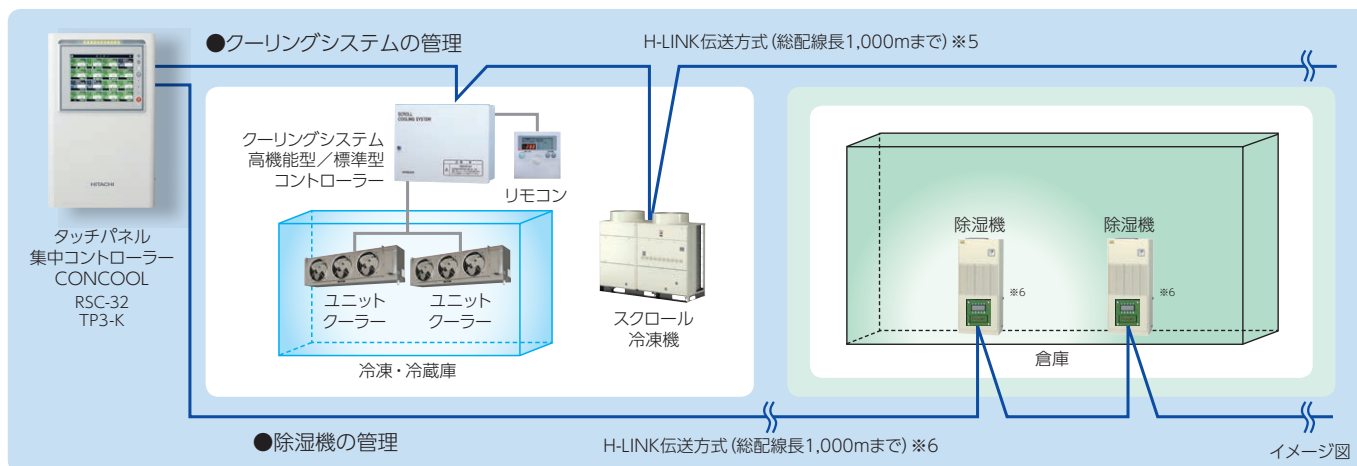 ●クーリングシステムの管理
H-LINK伝送方式(総配線長1,000mまで)※5
HITACHI
タッチパネル
集中コントローラー
CONCOOL
RSC-32
TP3-K
SCROLL
COOLING SYSTEM
クーリングシステム
高機能型/標準型
コントローラー
リモコン
ユニット
クーラー
ユニット
クーラー
冷凍・冷蔵庫
スクロール
冷凍機
除湿機
※6
除湿機
※6
倉庫
●除湿機の管理
H-LINK伝送方式(総配線長1,000mまで)※6
イメージ図